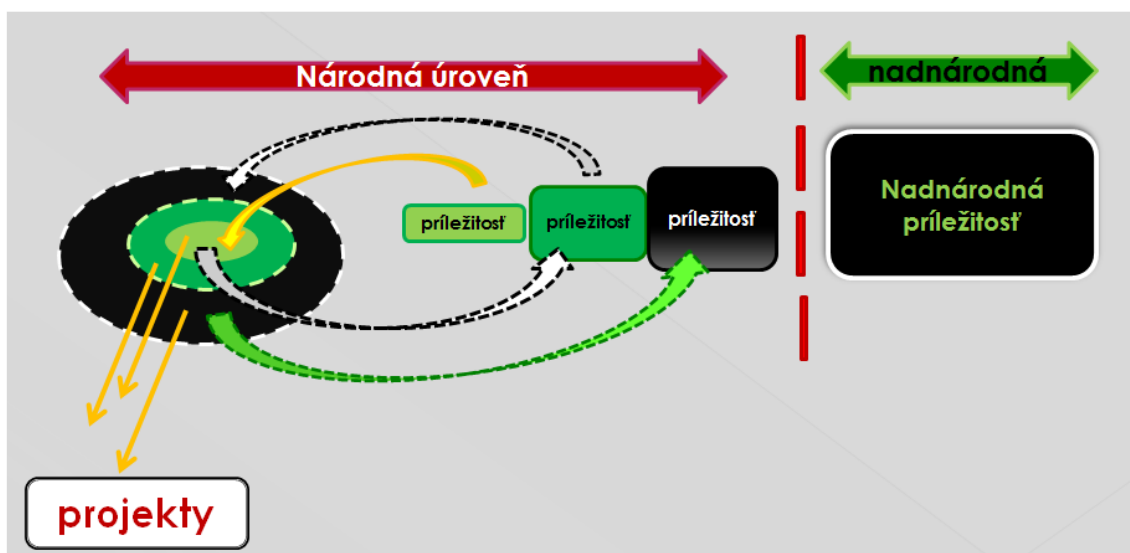 Národná úroveň
nadnárodná
príležitosť
príležitosť
príležitosť
Nadnárodná
príležitosť
projekty